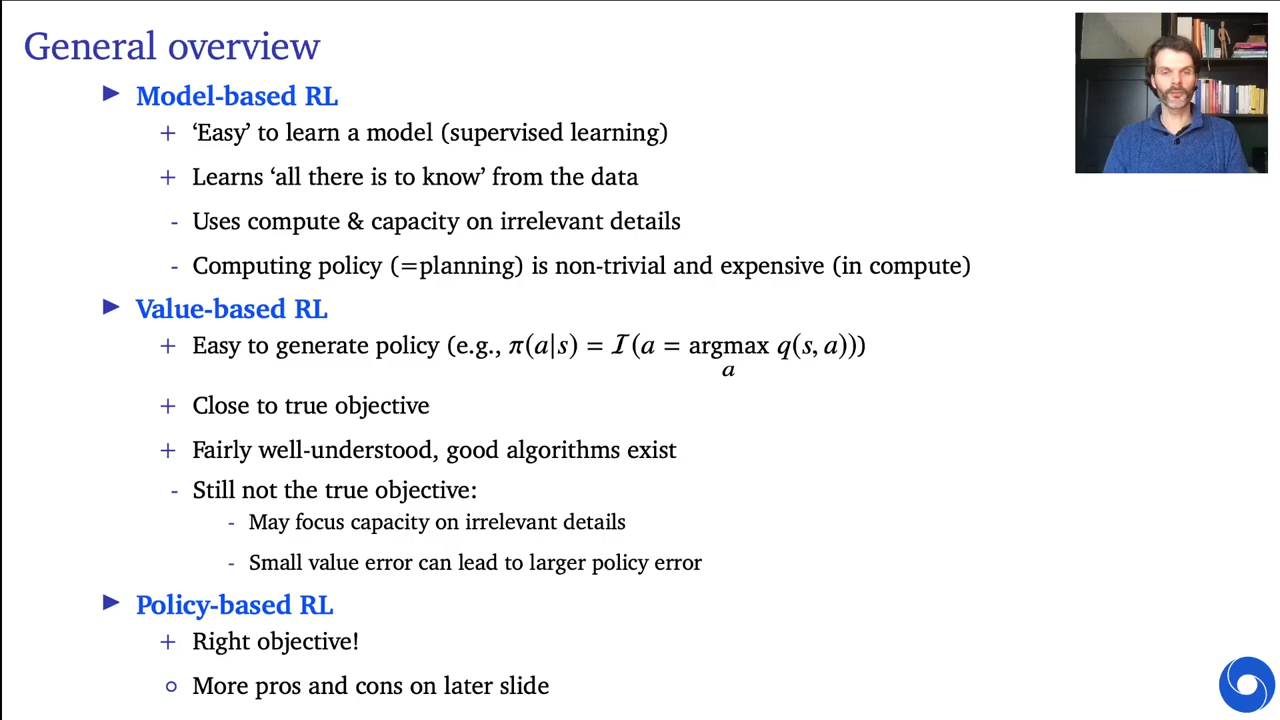 General overview
► Model-based RL
+ ‘Easy’ to learn a model (supervised learning)
+ Learns ‘all there is to know’ from the data
- Uses compute & capacity on irrelevant details
- Computing policy (=planning) is non-trivial and expensive (in compute)
► Value-based RL
+ Easy to generate policy (e.g., π(a|s) = I(a = argmax q(s, a)))
a
+ Close to true objective
+ Fairly well-understood, good algorithms exist
- Still not the true objective:
- May focus capacity on irrelevant details
- Small value error can lead to larger policy error
► Policy-based RL
+ Right objective!
○ More pros and cons on later slide